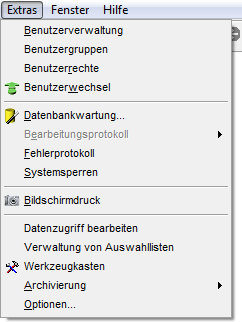 Extras Fenster Hilfe
Benutzerverwaltung
Benutzergruppen
Benutzerrechte
Benutzerwechsel
Datenbankwartung...
Bearbeitungsprotokoll
Fehlerprotokoll
Systemsperren
Bildschirmdruck
Datenzugriff bearbeiten
Verwaltung von Auswahllisten
Werkzeugkasten
Archivierung
Optionen...